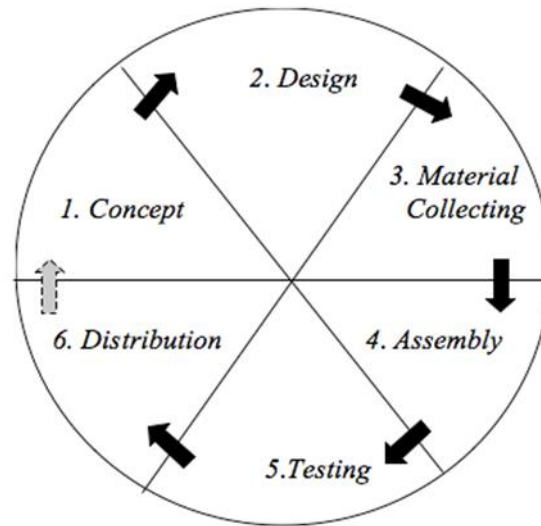 2. Design
3. Material
Collecting
1. Concept
6. Distribution
4. Assembly
5.Testing